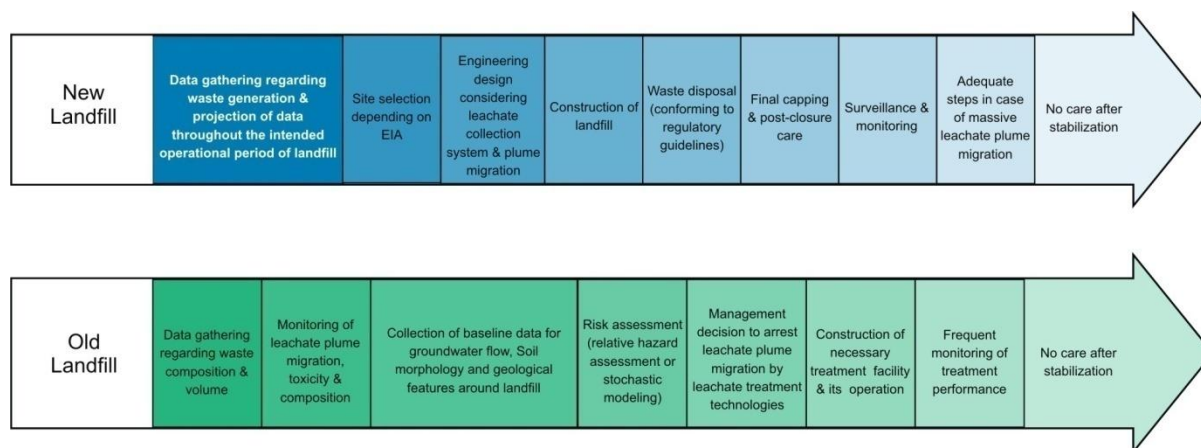 New
Landfill
Data gathering regarding
waste generation &
projection of data
throughout the intended
operational period of landfill
Site selection
depending on
EIA
Engineering
design
considering
leachate
collection
system & plume
migration
Construction of
landfill
Waste disposal
(conforming to
regulatory
guidelines)
Final capping
& post-closure
care
Surveillance &
monitoring
Adequate
steps in case
of massive
leachate plume
migration
No care after
stabilization
Old
Landfill
Data gathering
regarding waste
composition &
volume
Monitoring of
leachate plume
migration,
toxicity &
composition
Collection of baseline data for
groundwater flow, Soil
morphology and geological
features around landfill
Risk assessment
(relative hazard
assessment or
stochastic
modeling)
Management
decision to arrest
leachate plume
migration by
leachate treatment
technologies
Construction of
necessary
treatment facility
& its operation
Frequent
monitoring of
treatment
performance
No care after
stabilization